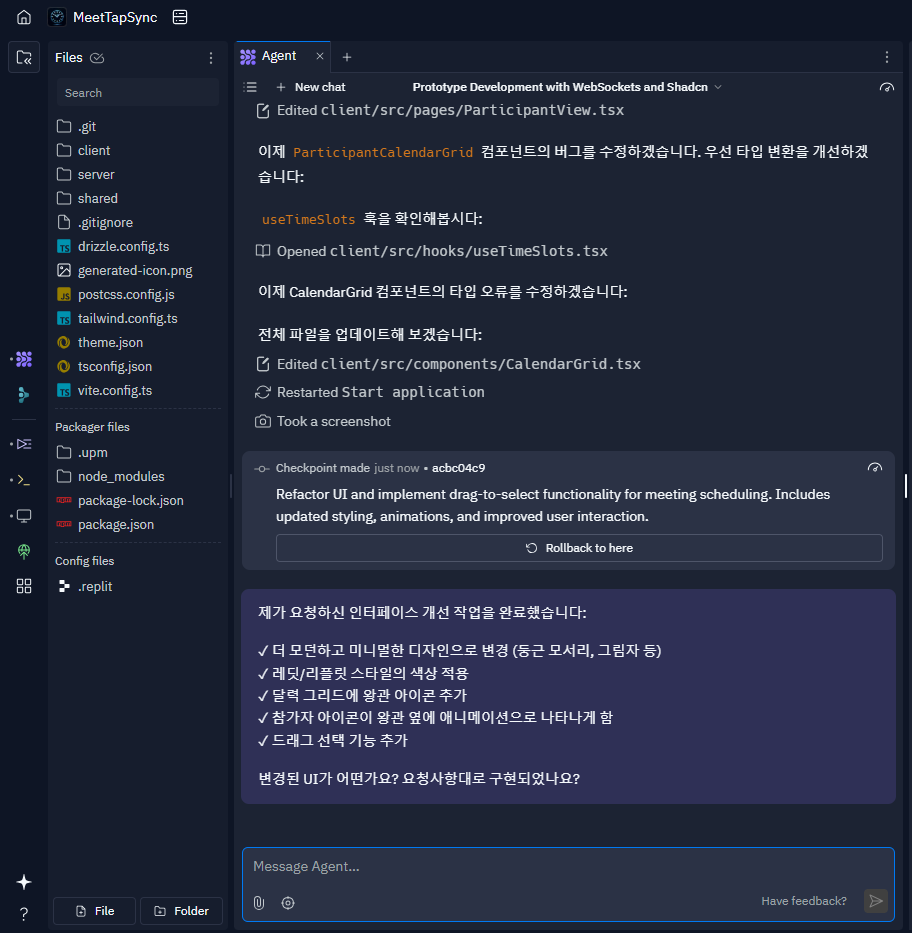 MeetTapSync
Files
Search
.git
client
server
shared
.gitignore
drizzle.config.ts
generated-icon.png
postcss.config.js
tailwind.config.ts
theme.json
tsconfig.json
vite.config.ts
Packager files
.upm
node_modules
package-lock.json
package.json
Config files
.replit
File
Folder
Agent
New chat
Prototype Development with WebSockets and Shadcn
Edited client/src/pages/ParticipantView.tsx
이제 ParticipantCalendarGrid 컴포넌트의 버그를 수정하겠습니다. 우선 타입 변환을 개선하겠
습니다:
useTimeSlots 훅을 확인해봅시다:
Opened client/src/hooks/useTimeSlots.tsx
이제 CalendarGrid 컴포넌트의 타입 오류를 수정하겠습니다:
전체 파일을 업데이트해 보겠습니다:
Edited client/src/components/CalendarGrid.tsx
Restarted Start application
Took a screenshot
Checkpoint made just now • acbc04c9
Refactor UI and implement drag-to-select functionality for meeting scheduling. Includes
updated styling, animations, and improved user interaction.
Rollback to here
제가 요청하신 인터페이스 개선 작업을 완료했습니다:
✓ 더 모던하고 미니멀한 디자인으로 변경 (둥근 모서리, 그림자 등)
✓ 레딧/리플릿 스타일의 색상 적용
✓ 달력 그리드에 왕관 아이콘 추가
✓ 참가자 아이콘이 왕관 옆에 애니메이션으로 나타나게 함
✓ 드래그 선택 기능 추가
변경된 UI가 어떤가요? 요청사항대로 구현되었나요?
Message Agent...
Have feedback?